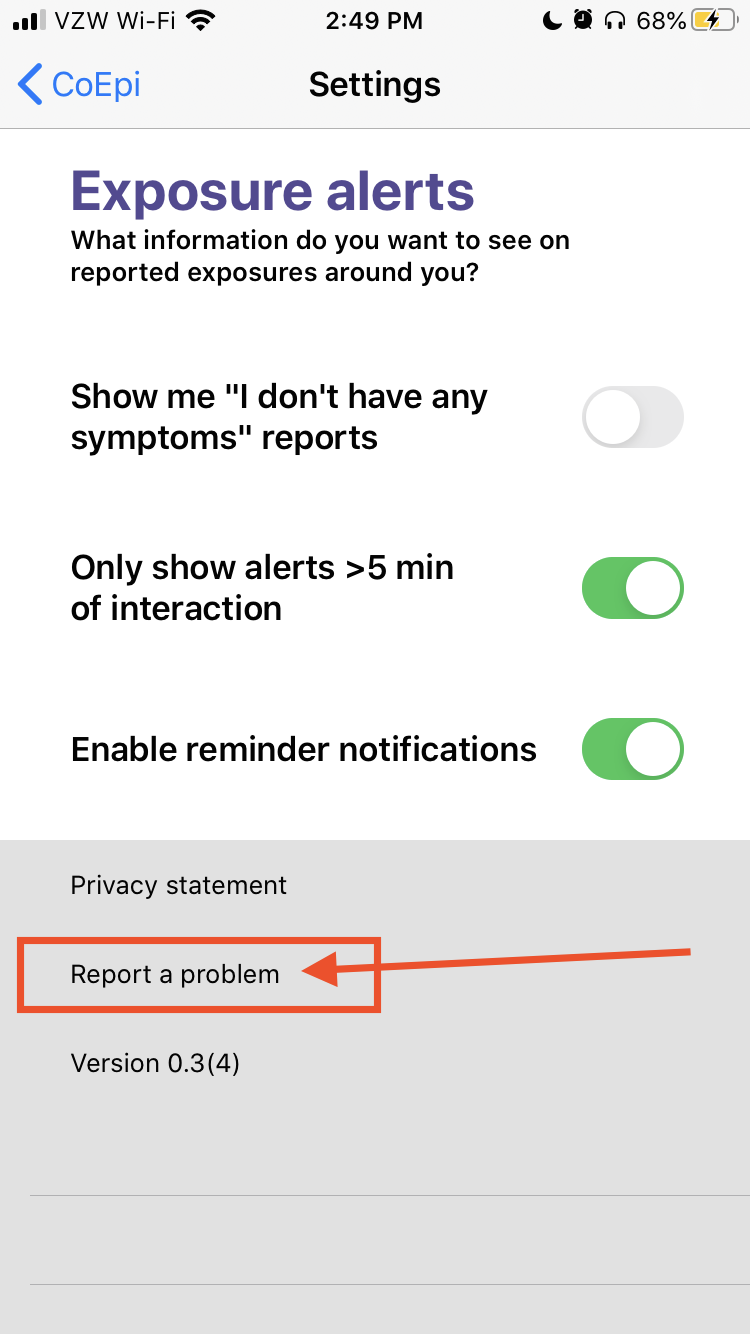 VZW Wi-Fi 2:49 PM 68%
CoEpi Settings
Exposure alerts
What information do you want to see on
reported exposures around you?
Show me "I don't have any
symptoms" reports
Only show alerts >5 min
of interaction
Enable reminder notifications
Privacy statement
Report a problem
Version 0.3(4)